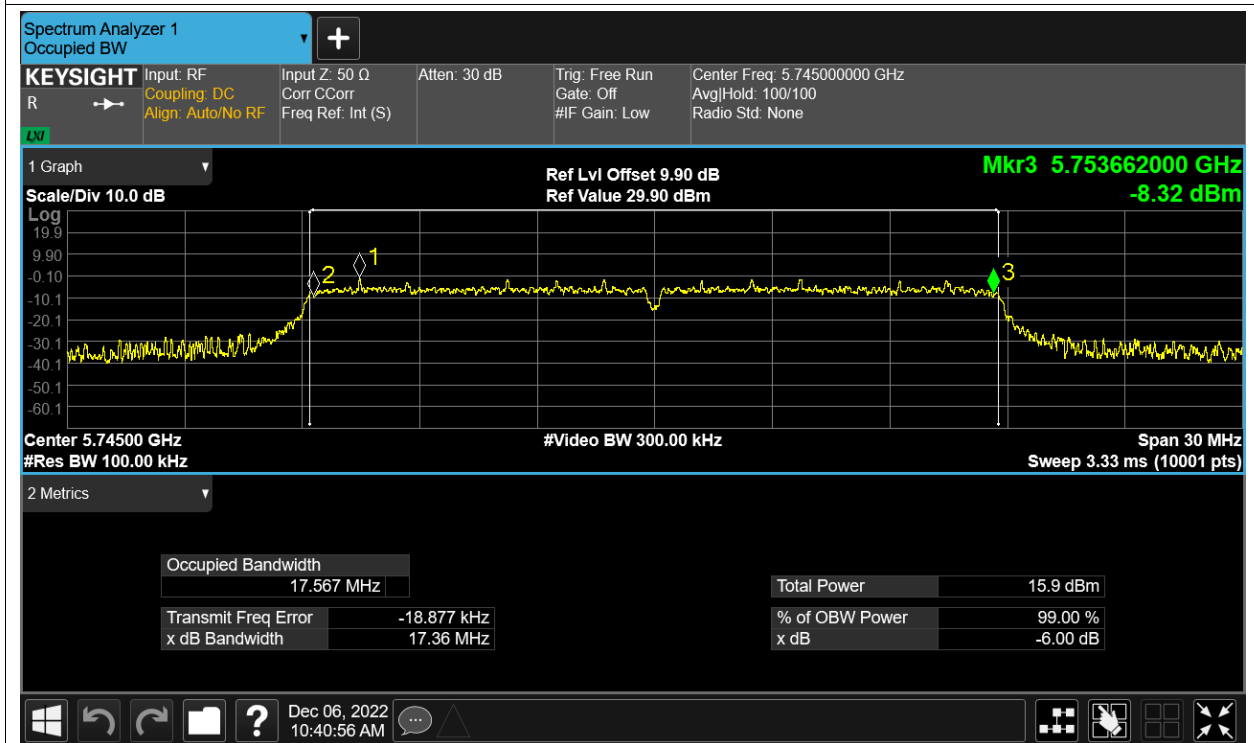 Spectrum Analyzer 1
Occupied BW
KEYSIGHT
R
LXI
Input: RF
Coupling: DC
Align: Auto/No RF
Input Z: 50 Ω
Corr CCorr
Freq Ref: Int (S)
Atten: 30 dB
Trig: Free Run
Gate: Off
#IF Gain: Low
Center Freq: 5.745000000 GHz
Avg|Hold: 100/100
Radio Std: None
1 Graph
Scale/Div 10.0 dB
Ref Lvl Offset 9.90 dB
Ref Value 29.90 dBm
Mkr3 5.753662000 GHz
-8.32 dBm
Log
19.9
9.90
-0.10
-10.1
-20.1
-30.1
-40.1
-50.1
-60.1
2
1
3
Center 5.74500 GHz
#Res BW 100.00 kHz
#Video BW 300.00 kHz
Span 30 MHz
Sweep 3.33 ms (10001 pts)
2 Metrics
Occupied Bandwidth
17.567 MHz
Transmit Freq Error -18.877 kHz
x dB Bandwidth 17.36 MHz
Total Power 15.9 dBm
% of OBW Power 99.00 %
x dB -6.00 dB
?
Dec 06, 2022
10:40:56 AM